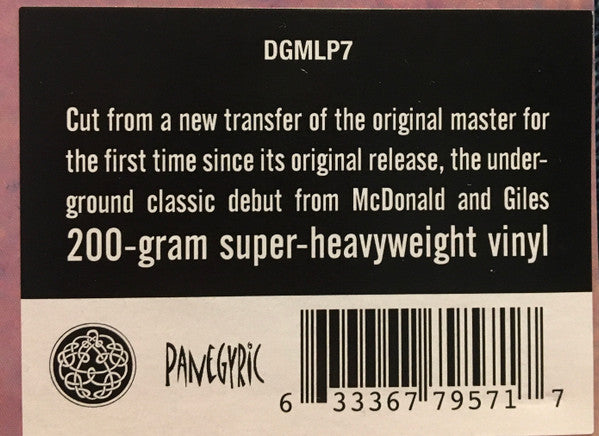 DGMLP7
Cut from a new transfer of the original master for
the first time since its original release, the under-
ground classic debut from McDonald and Giles
200-gram super-heavyweight vinyl
PANEGYRIC
6 33367 79571 7